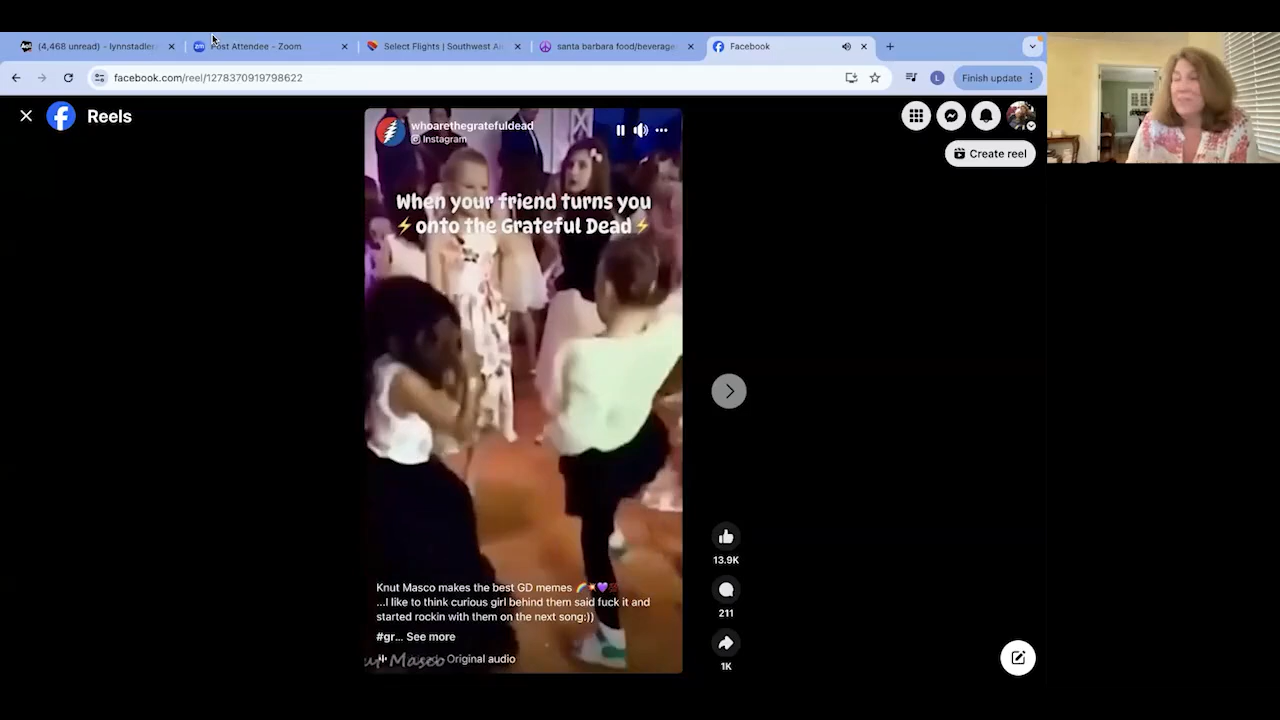 (4,468 unread) - lynnstadler
Post Attendee - Zoom
Select Flights | Southwest Ai
santa barbara food/beverage
Facebook
facebook.com/reel/1278370919798622
L
Finish update
Reels
whoarethegratefuldead
Instagram
Create reel
When your friend turns you
⚡onto the Grateful Dead⚡
13.9K
211
1K
Knut Masco makes the best GD memes
...I like to think curious girl behind them said fuck it and
started rockin with them on the next song:))
#gr... See more
Masco
Original audio